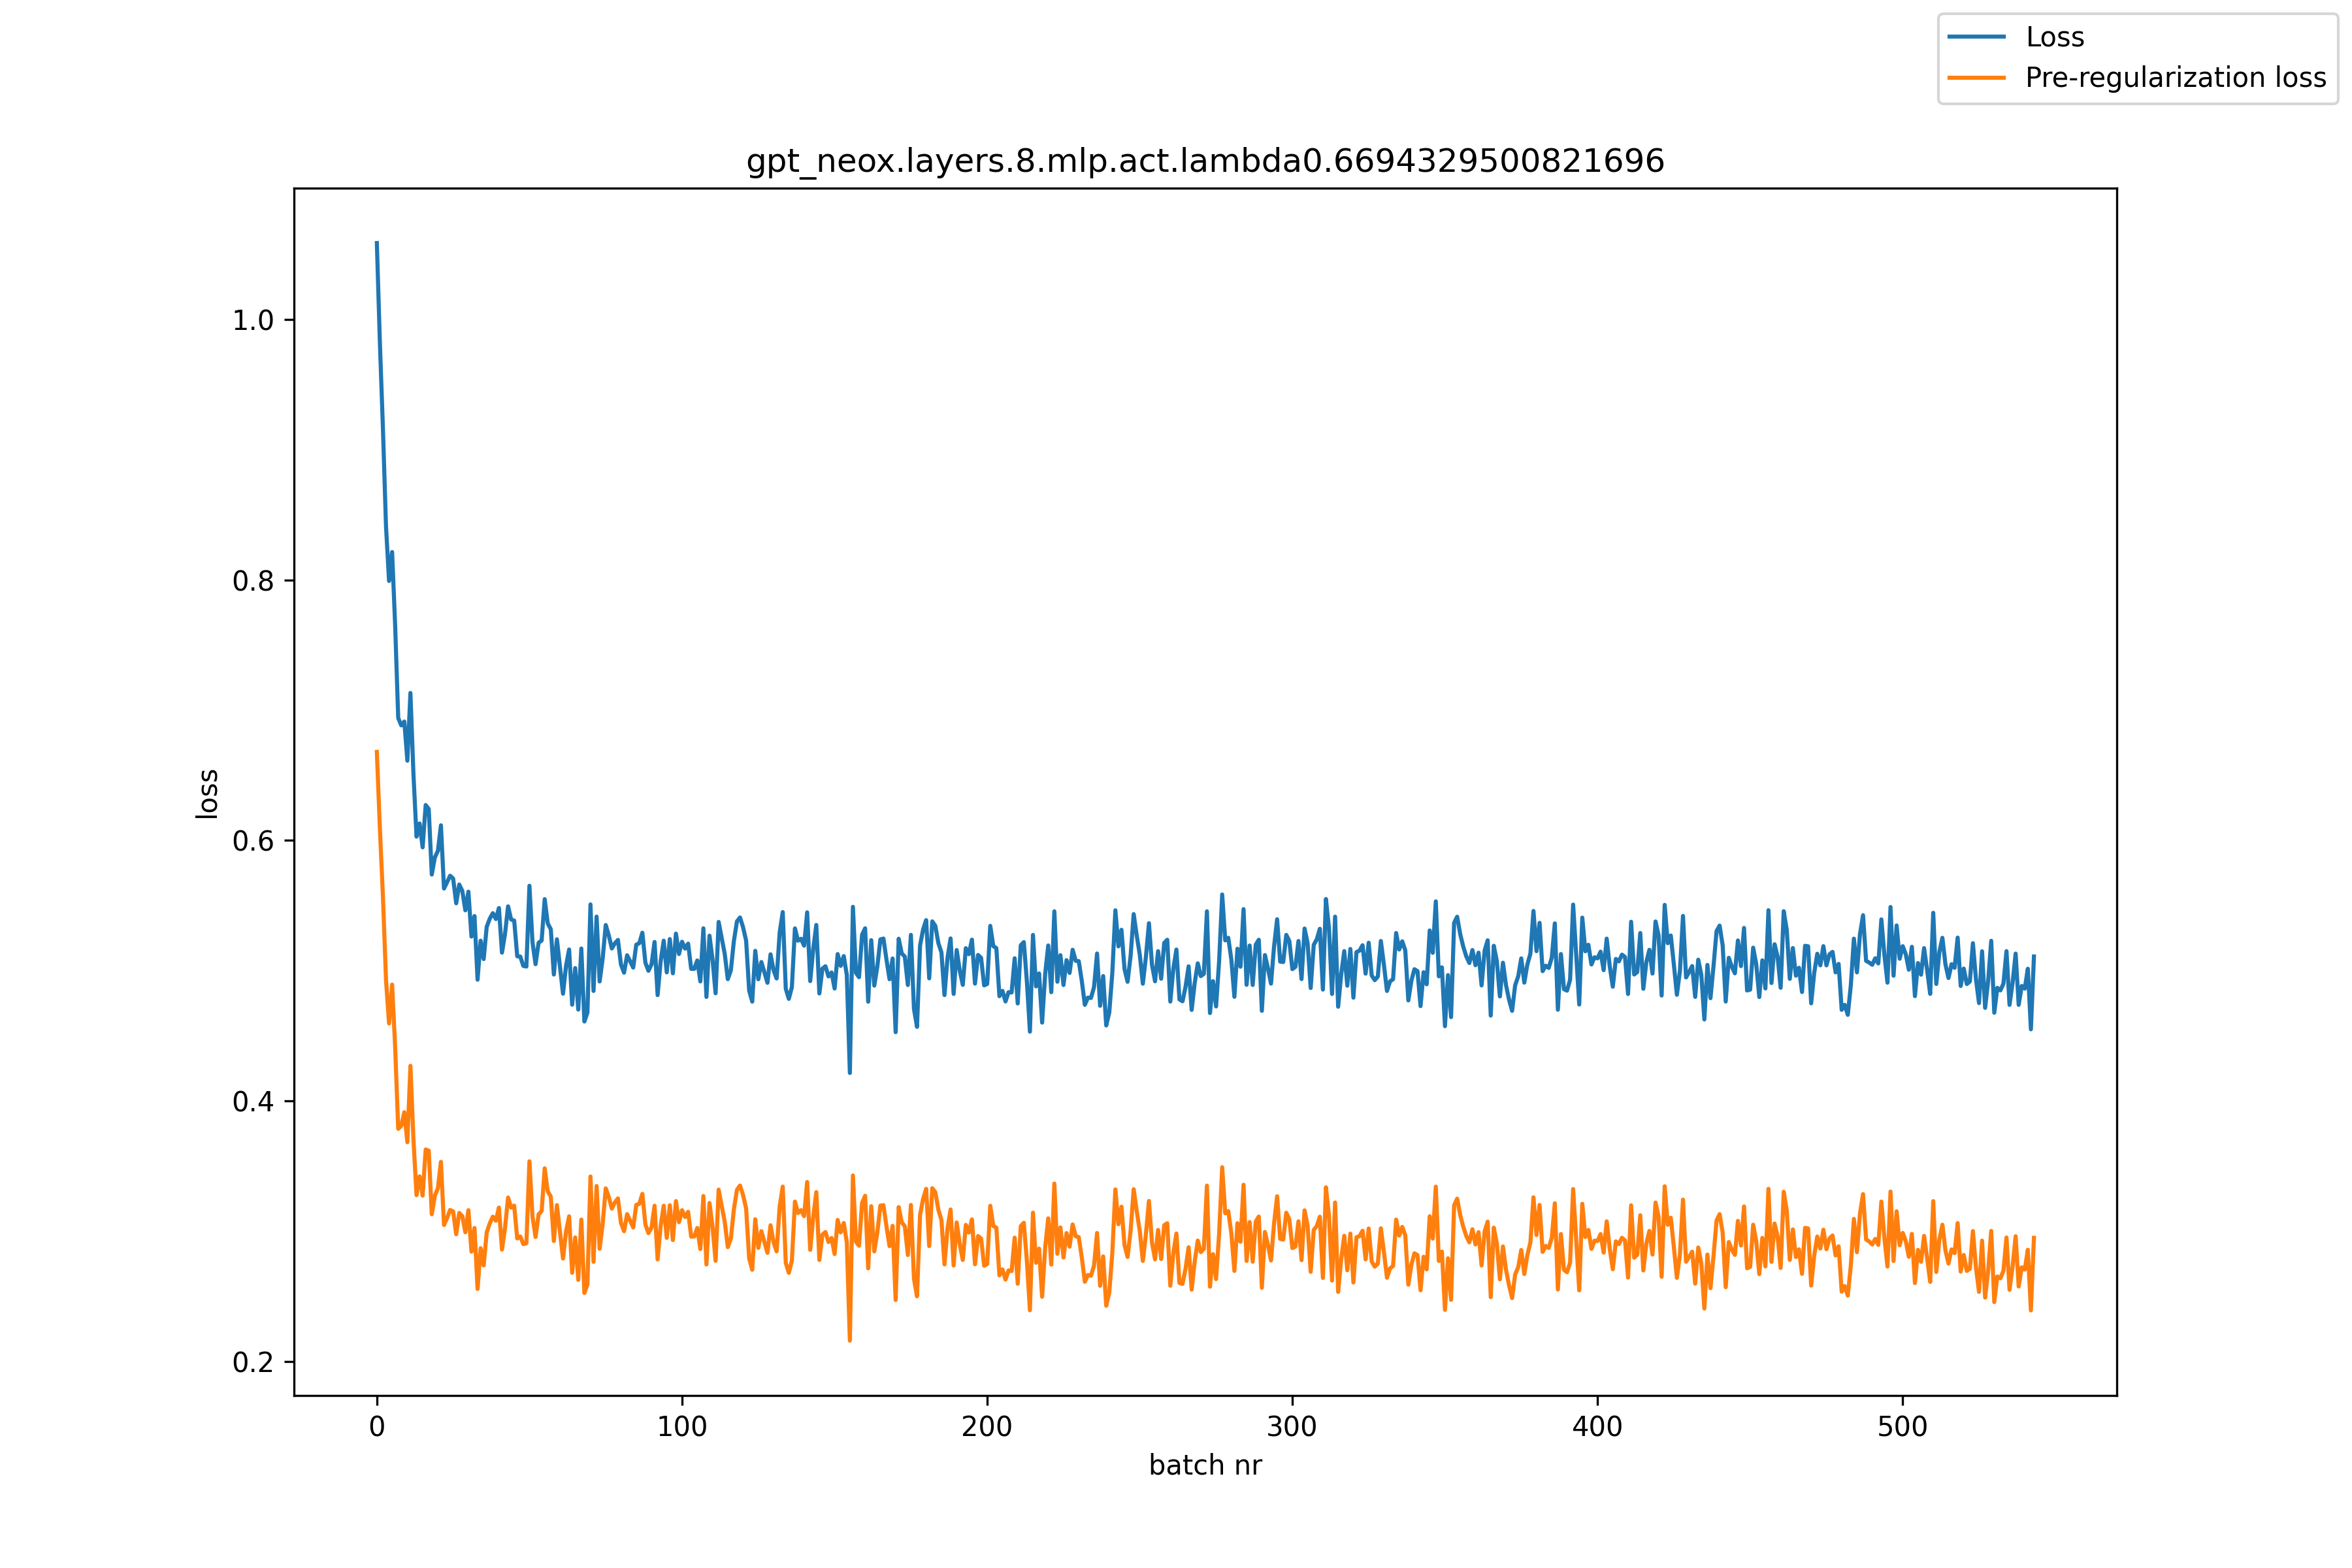 Loss
Pre-regularization loss
gpt_neox.layers.8.mlp.act.lambda0.6694329500821696
1.0
0.8
0.6
0.4
0.2
loss
0 100 200 300 400 500
batch nr